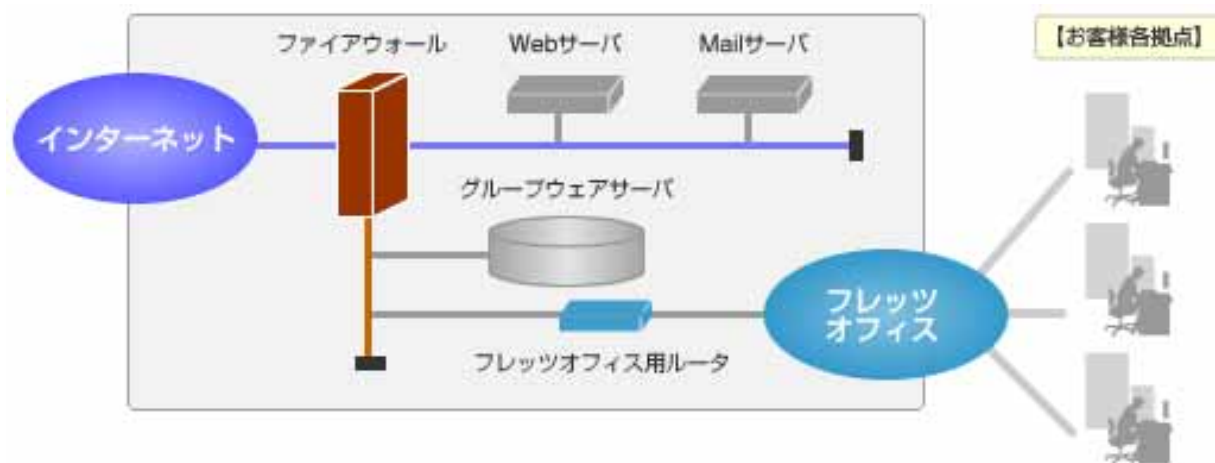 ファイアウォール
Webサーバ
Mailサーバ
【お客様各拠点】
インターネット
グループウェアサーバ
フレッツ
オフィス
フレッツオフィス用ルータ